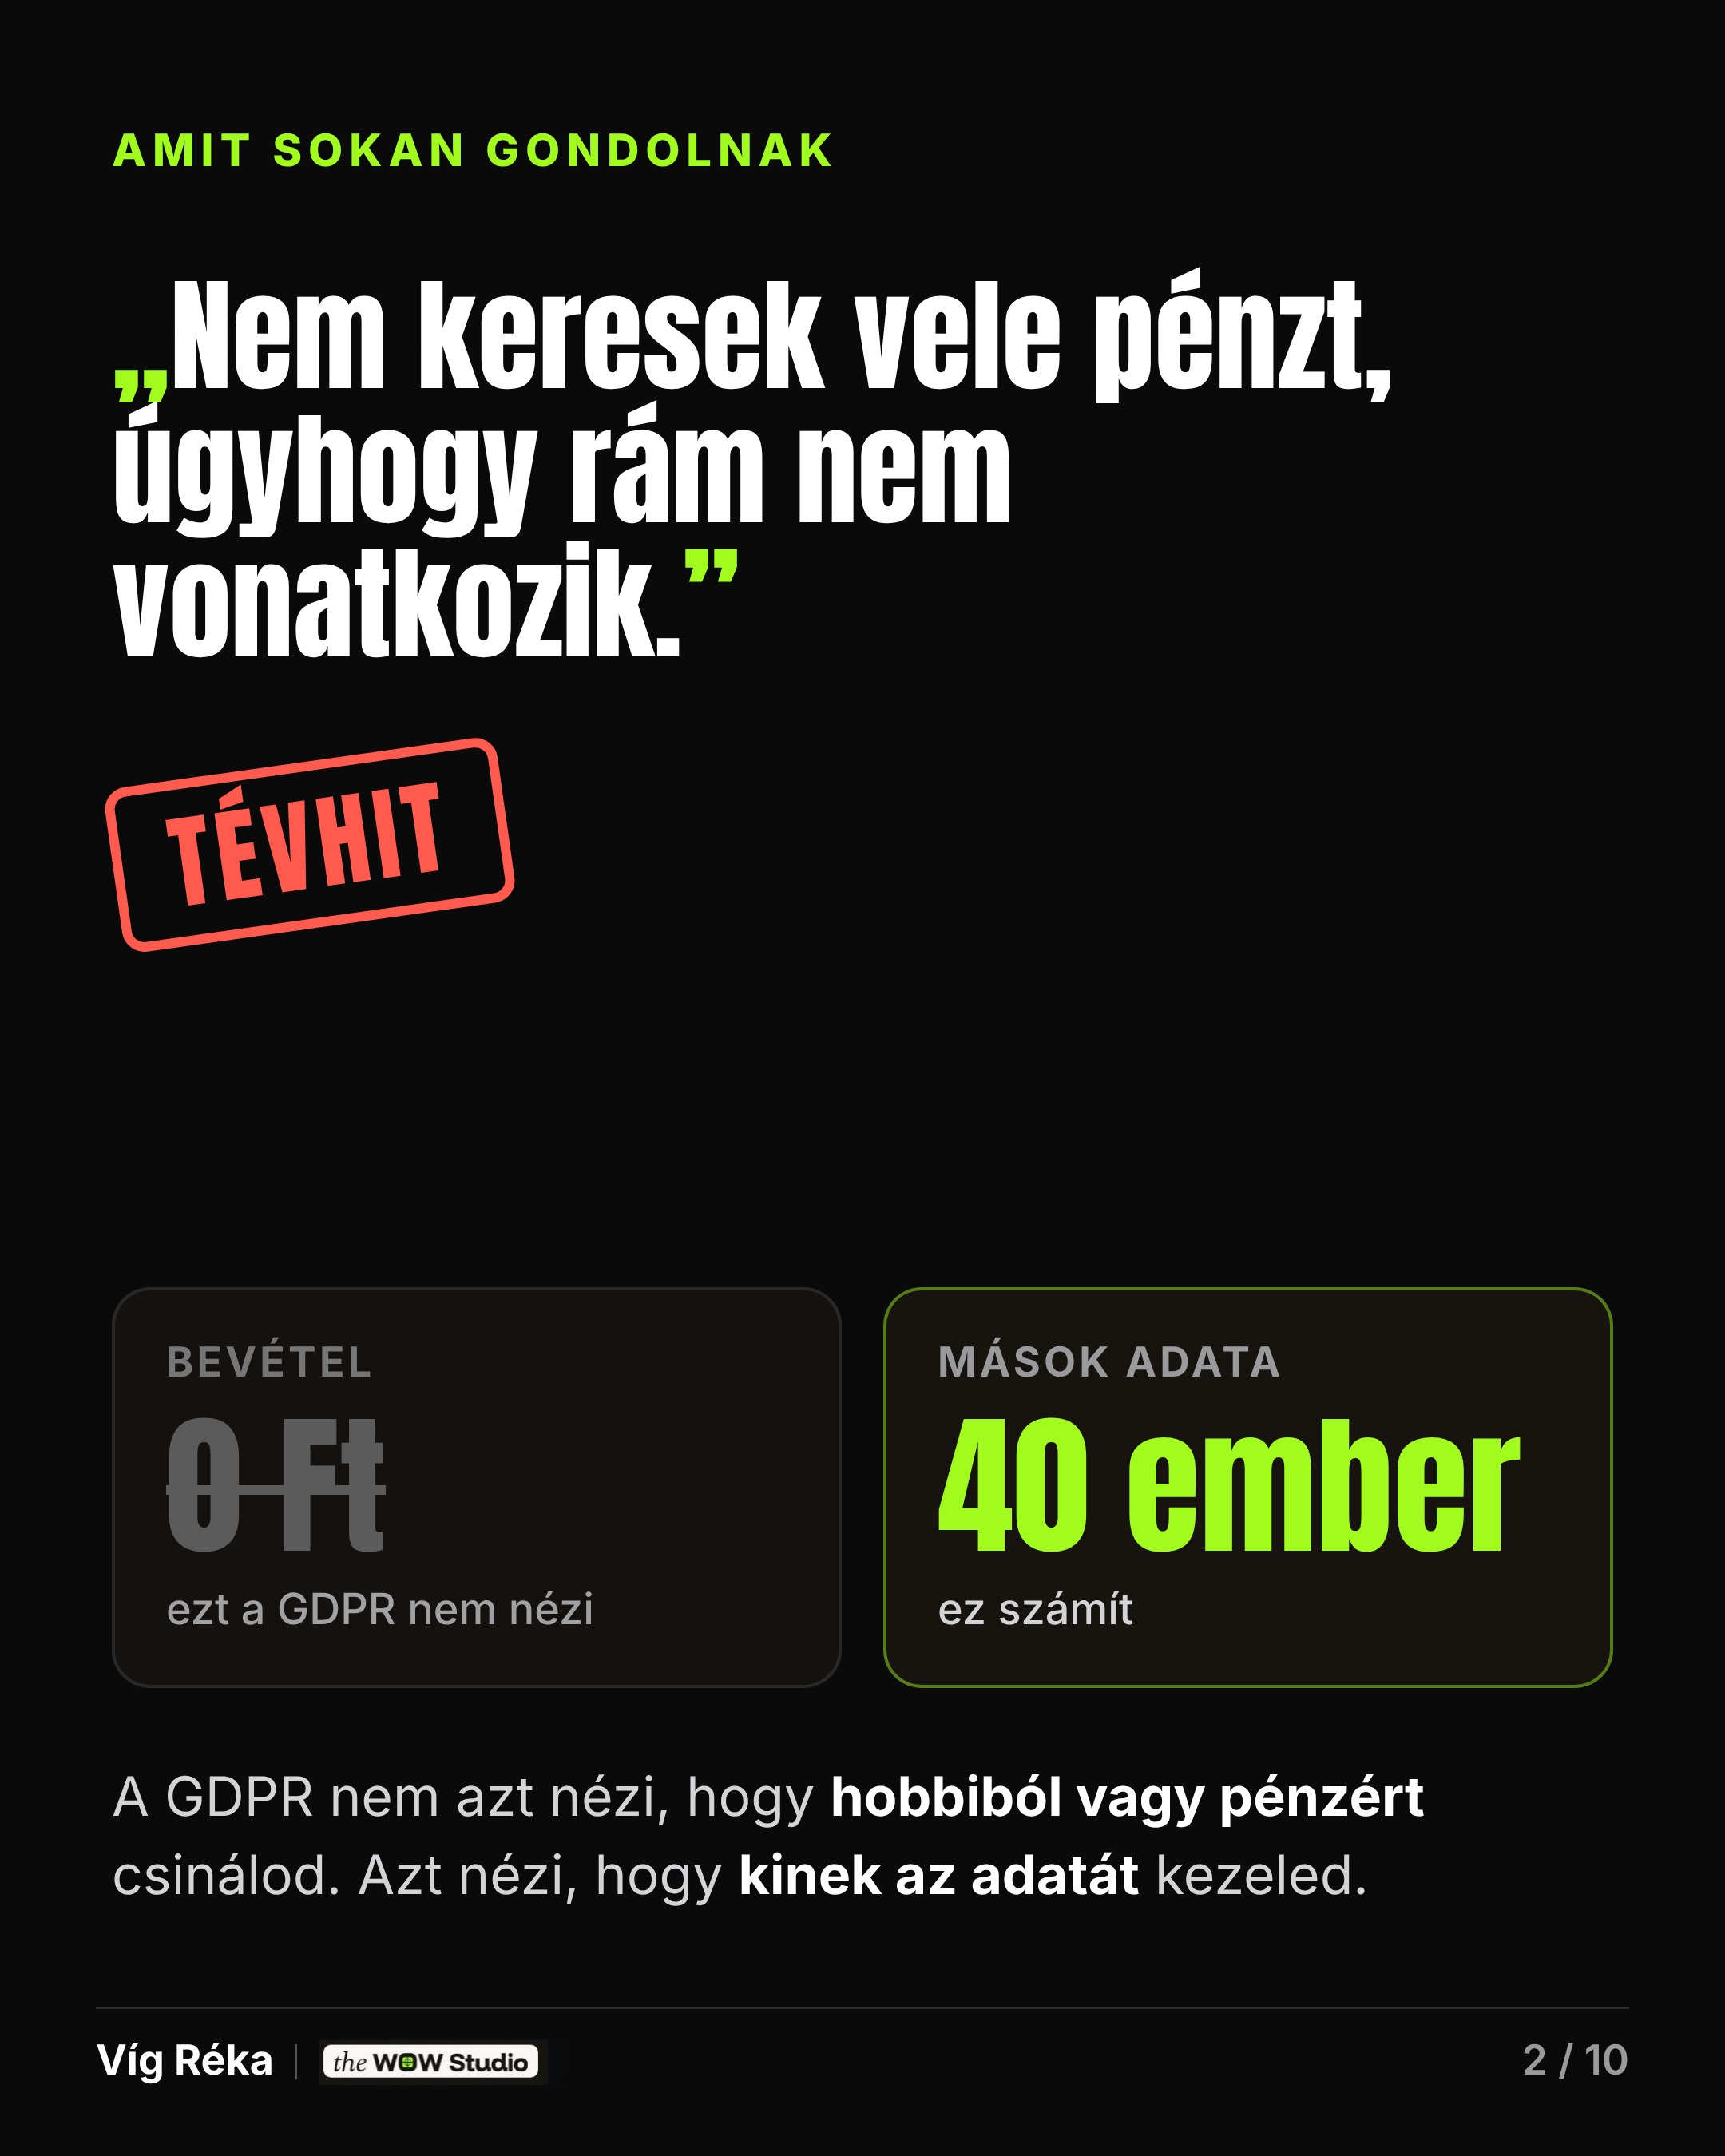 AMIT SOKAN GONDOLNAK
„Nem keresek vele pénzt,
úgyhogy rám nem
vonatkozik.”
TÉVHIT
BEVÉTEL
0 Ft
ezt a GDPR nem nézi
MÁSOK ADATA
40 ember
ez számít
A GDPR nem azt nézi, hogy hobbiból vagy pénzért
csinálod. Azt nézi, hogy kinek az adatát kezeled.
Víg Réka
the WOW Studio
2 / 10